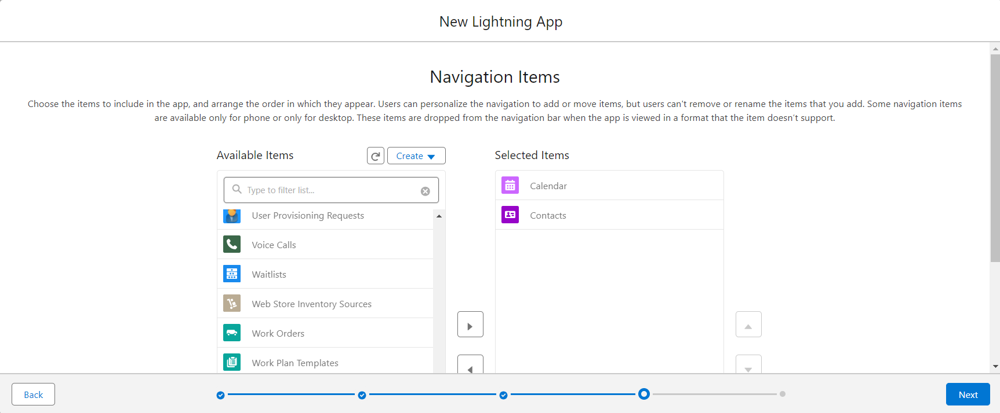 New Lightning App
Navigation Items
Choose the items to include in the app, and arrange the order in which they appear. Users can personalize the navigation to add or move items, but users can't remove or rename the items that you add. Some navigation items
are available only for phone or only for desktop. These items are dropped from the navigation bar when the app is viewed in a format that the item doesn’t support.
Available Items
Create
Type to filter list...
User Provisioning Requests
Voice Calls
Waitlists
Web Store Inventory Sources
Work Orders
Work Plan Templates
Selected Items
Calendar
Contacts
Back
Next